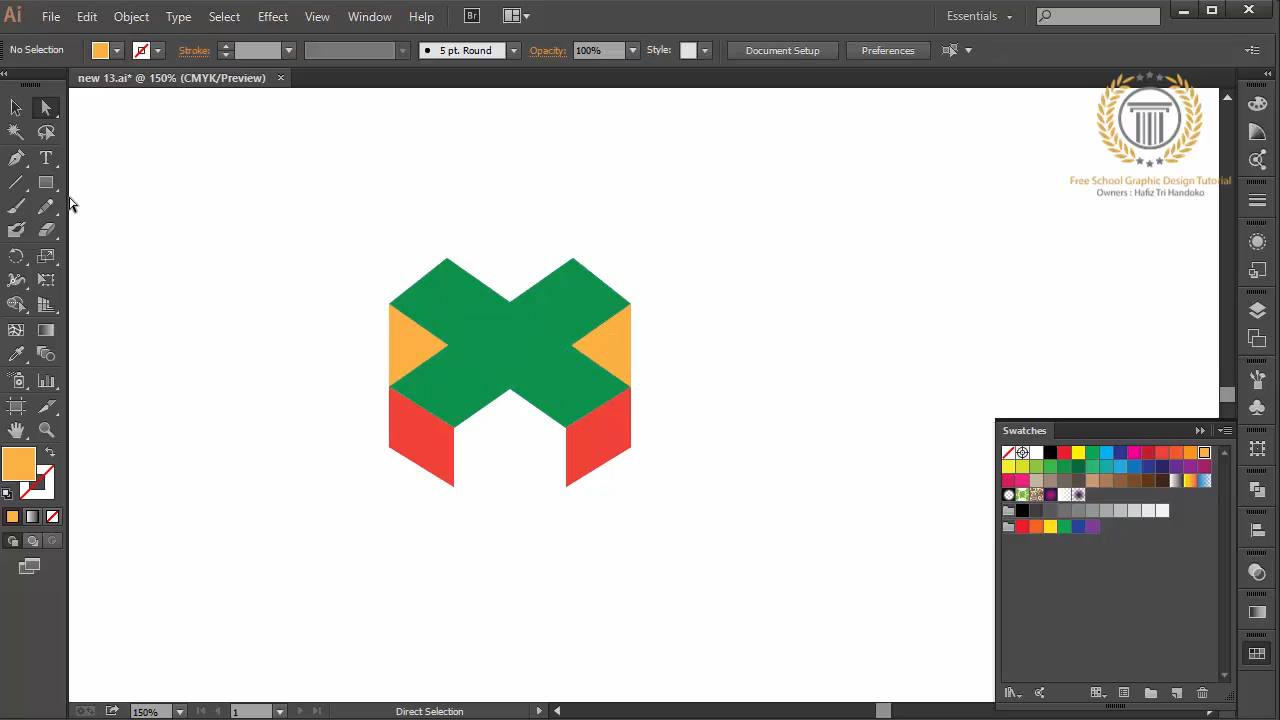 Ai File Edit Object Type Select Effect View Window Help Br Essentials
No Selection Stroke: 5 pt. Round Opacity: 100% Style: Document Setup Preferences
new 13.ai* @ 150% (CMYK/Preview)
Free School Graphic Design Tutorial
Owners : Hafiz Tri Handoko
T
Swatches
150% 1 Direct Selection